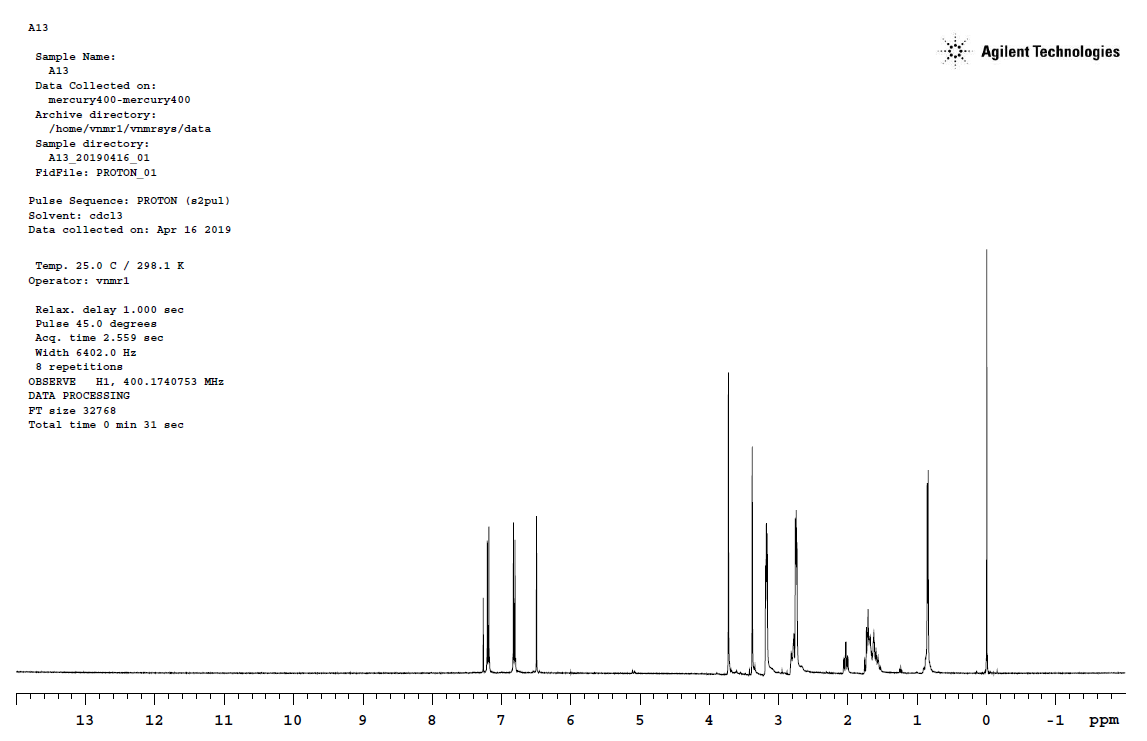 A13
Agilent Technologies
Sample Name:
A13
Data Collected on:
mercury400-mercury400
Archive directory:
/home/vnmr1/vnmrsys/data
Sample directory:
A13_20190416_01
FidFile: PROTON_01
Pulse Sequence: PROTON (s2pul)
Solvent: cdcl3
Data collected on: Apr 16 2019
Temp. 25.0 C / 298.1 K
Operator: vnmr1
Relax. delay 1.000 sec
Pulse 45.0 degrees
Acq. time 2.559 sec
Width 6402.0 Hz
8 repetitions
OBSERVE H1, 400.1740753 MHz
DATA PROCESSING
FT size 32768
Total time 0 min 31 sec
13 12 11 10 9 8 7 6 5 4 3 2 1 0 -1 ppm